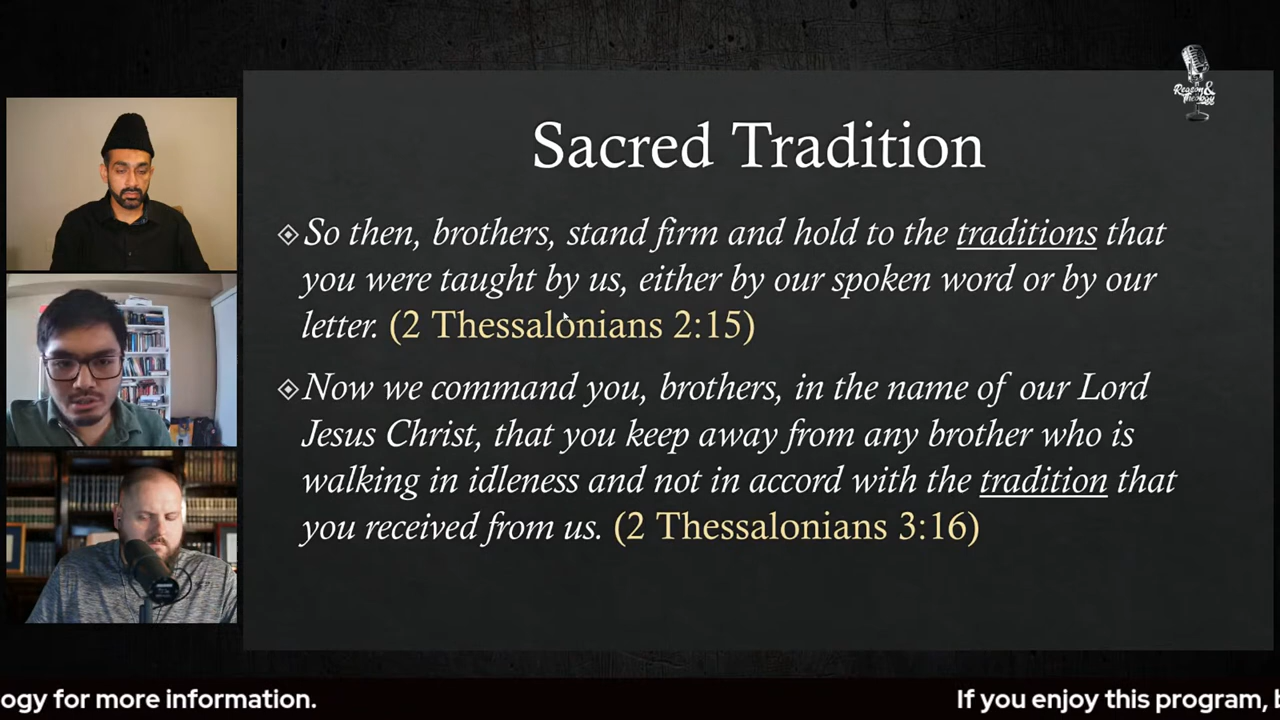 Reason &
Theology
Sacred Tradition
So then, brothers, stand firm and hold to the traditions that
you were taught by us, either by our spoken word or by our
letter. (2 Thessalonians 2:15)
Now we command you, brothers, in the name of our Lord
Jesus Christ, that you keep away from any brother who is
walking in idleness and not in accord with the tradition that
you received from us. (2 Thessalonians 3:16)
ogy for more information. If you enjoy this program, b